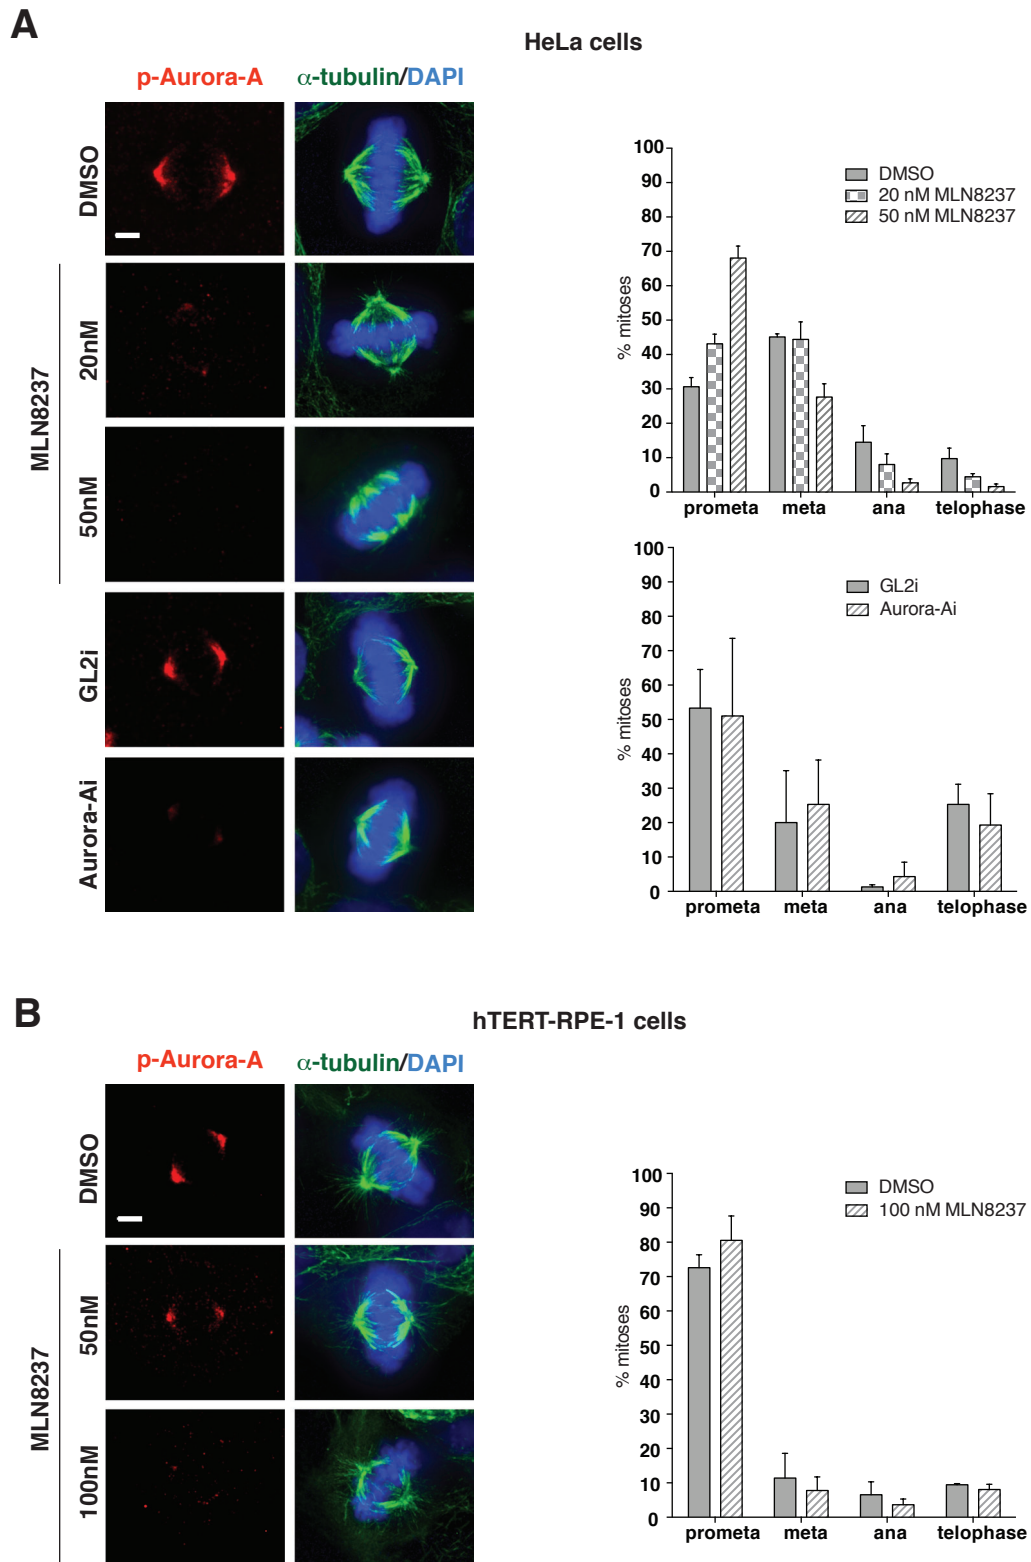 A
HeLa cells
p-Aurora-A
α-tubulin/DAPI
DMSO
MLN8237
20nM
50nM
GL2i
Aurora-Ai
100
90
80
70
60
50
40
30
20
10
0
% mitoses
DMSO
20 nM MLN8237
50 nM MLN8237
prometa meta ana telophase
100
90
80
70
60
50
40
30
20
10
0
% mitoses
GL2i
Aurora-Ai
prometa meta ana telophase
B
hTERT-RPE-1 cells
p-Aurora-A
α-tubulin/DAPI
DMSO
MLN8237
50nM
100nM
100
90
80
70
60
50
40
30
20
10
0
% mitoses
DMSO
100 nM MLN8237
prometa meta ana telophase